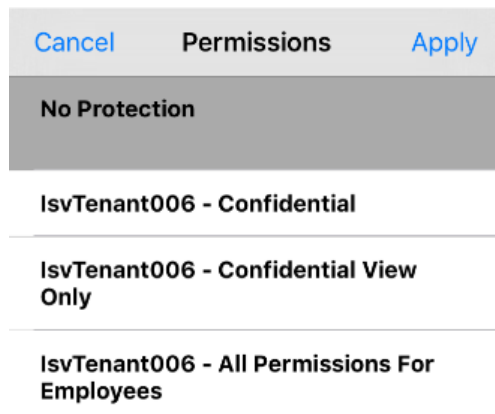 Cancel Permissions Apply
No Protection
IsvTenant006 - Confidential
IsvTenant006 - Confidential View
Only
IsvTenant006 - All Permissions For
Employees